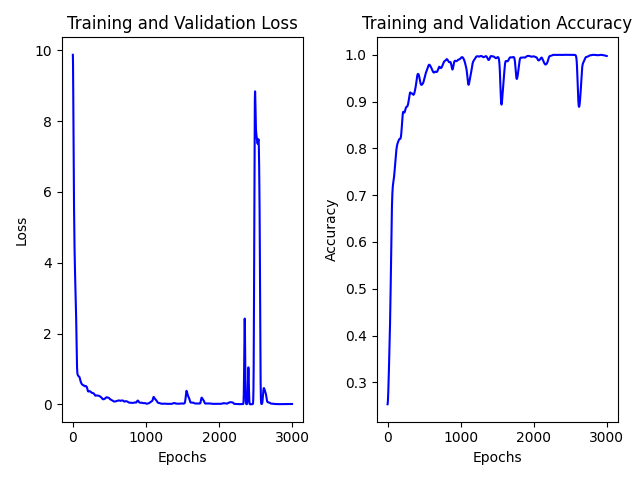 Training and Validation Loss
10
8
6
4
2
0
Loss
0 1000 2000 3000
Epochs
Training and Validation Accuracy
1.0
0.9
0.8
0.7
0.6
0.5
0.4
0.3
Accuracy
0 1000 2000 3000
Epochs